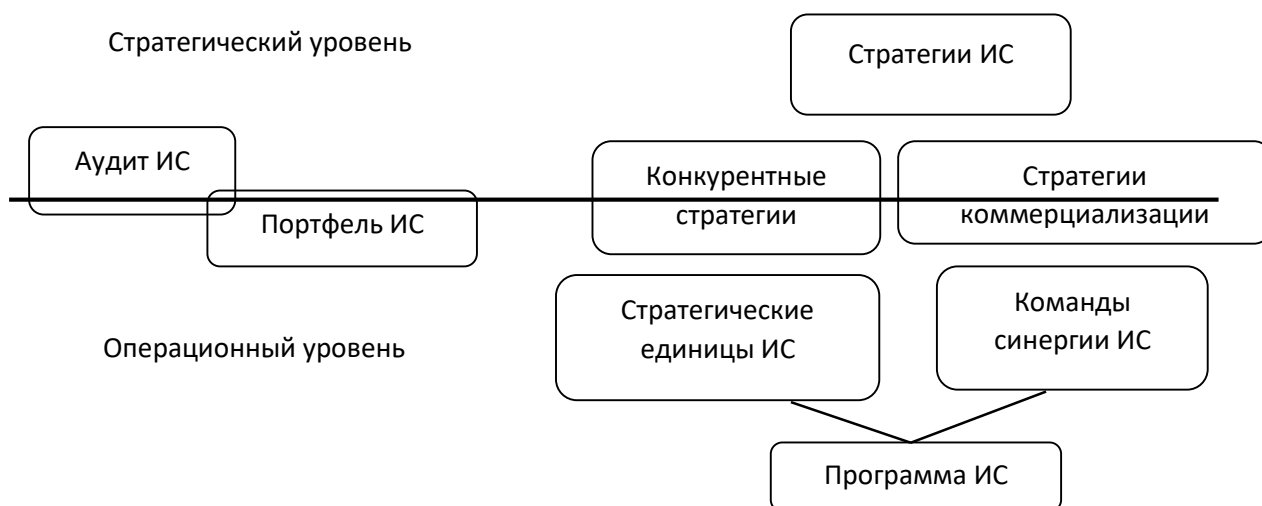 Стратегический уровень
Стратегии ИС
Аудит ИС
Портфель ИС
Конкурентные
стратегии
Стратегии
коммерциализации
Операционный уровень
Стратегические
единицы ИС
Команды
синергии ИС
Программа ИС